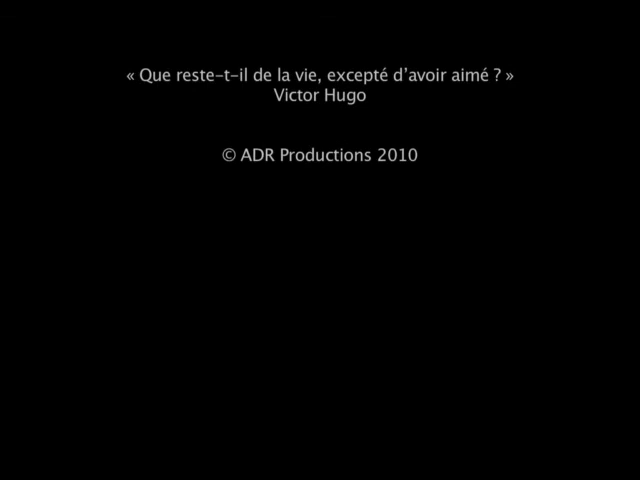 « Que reste-t-il de la vie, excepté d’avoir aimé ? »
Victor Hugo
© ADR Productions 2010